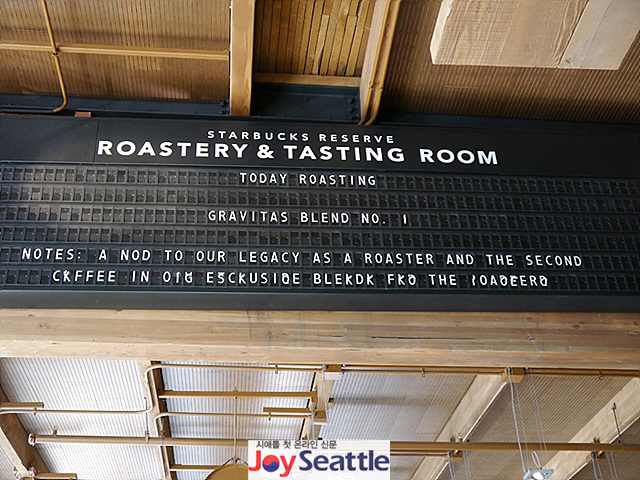 STARBUCKS RESERVE
ROASTERY & TASTING ROOM
TODAY ROASTING
GRAVITAS BLEND NO. 1
NOTES: A NOD TO OUR LEGACY AS A ROASTER AND THE SECOND
IN THE
시애틀 첫 온라인 신문
JoySeattle